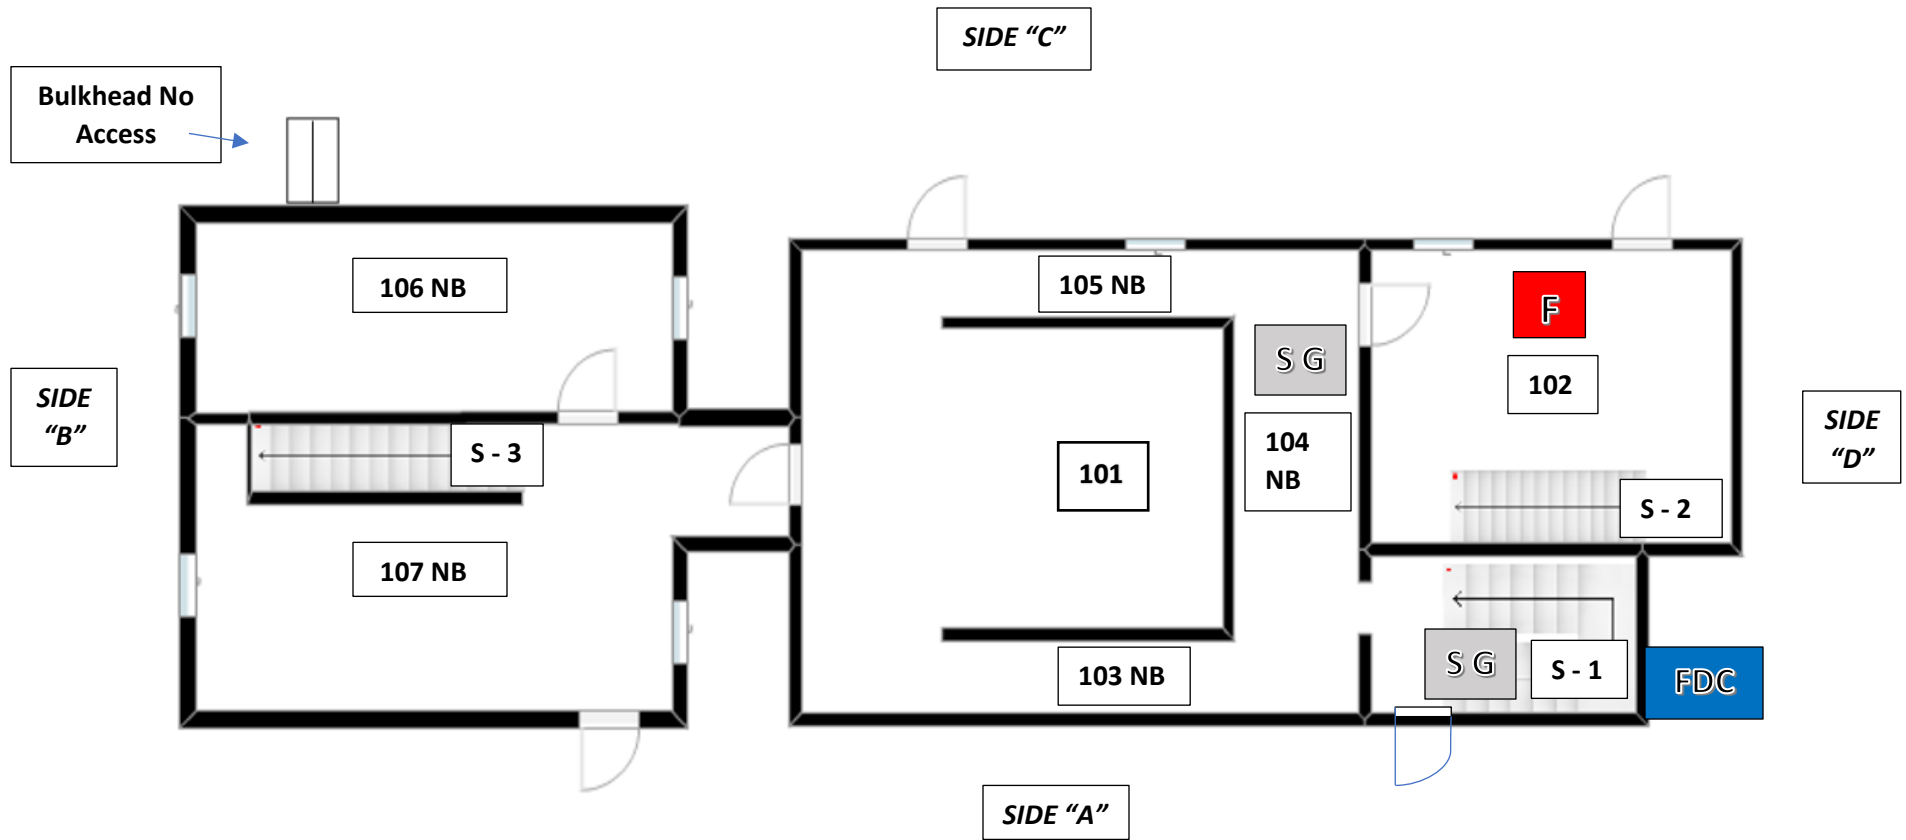 SIDE “C”
Bulkhead No
Access
106 NB
105 NB
F
S G
102
SIDE
“B”
SIDE
“D”
S - 3
104
NB
101
S - 2
107 NB
S G
S - 1
103 NB
FDC
SIDE “A”